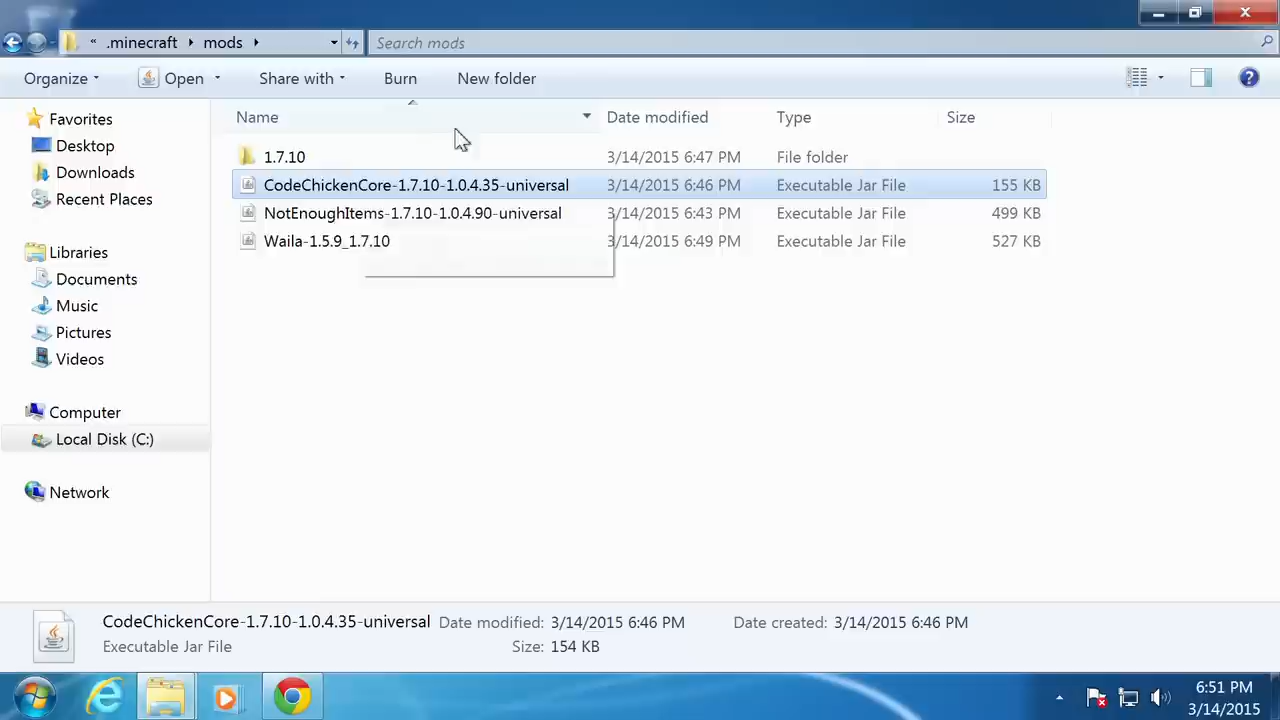 « .minecraft mods Search mods
Organize Open Share with Burn New folder
Name Date modified Type Size
1.7.10 3/14/2015 6:47 PM File folder
CodeChickenCore-1.7.10-1.0.4.35-universal 3/14/2015 6:46 PM Executable Jar File 155 KB
NotEnoughItems-1.7.10-1.0.4.90-universal 3/14/2015 6:43 PM Executable Jar File 499 KB
Waila-1.5.9_1.7.10 3/14/2015 6:49 PM Executable Jar File 527 KB
Favorites
Desktop
Downloads
Recent Places
Libraries
Documents
Music
Pictures
Videos
Computer
Local Disk (C:)
Network
CodeChickenCore-1.7.10-1.0.4.35-universal Date modified: 3/14/2015 6:46 PM Date created: 3/14/2015 6:46 PM
Executable Jar File Size: 154 KB
6:51 PM
3/14/2015